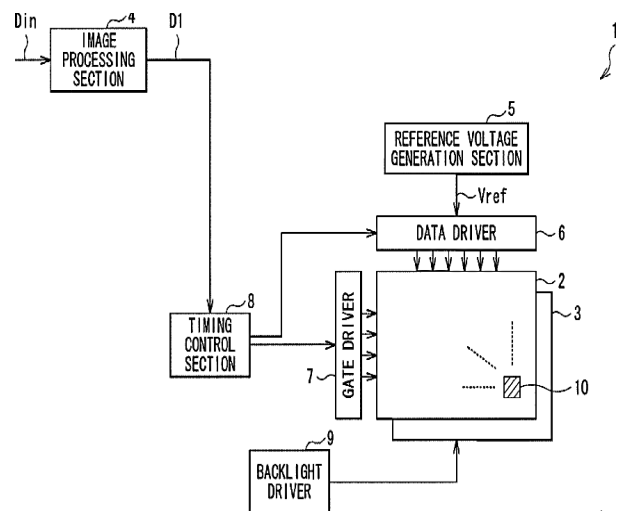 Din
4
D1
IMAGE
PROCESSING
SECTION
1
5
REFERENCE VOLTAGE
GENERATION SECTION
Vref
DATA DRIVER
6
2
3
8
TIMING
CONTROL
SECTION
7
GATE DRIVER
10
9
BACKLIGHT
DRIVER